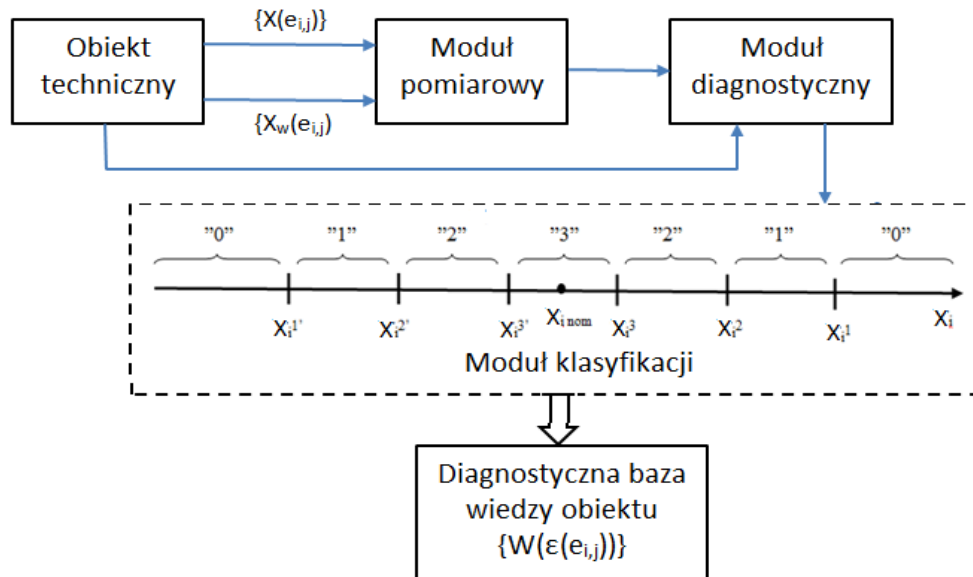 Obiekt
techniczny
{X(eᵢ,ⱼ)}
{X_w(eᵢ,ⱼ)
Moduł
pomiarowy
Moduł
diagnostyczny
”0” ”1” ”2” ”3” ”2” ”1” ”0”
Xᵢ¹' Xᵢ²' Xᵢ³' Xᵢ nom Xᵢ³ Xᵢ² Xᵢ¹ Xᵢ
Moduł klasyfikacji
Diagnostyczna baza
wiedzy obiektu
{W(ε(eᵢ,ⱼ))}